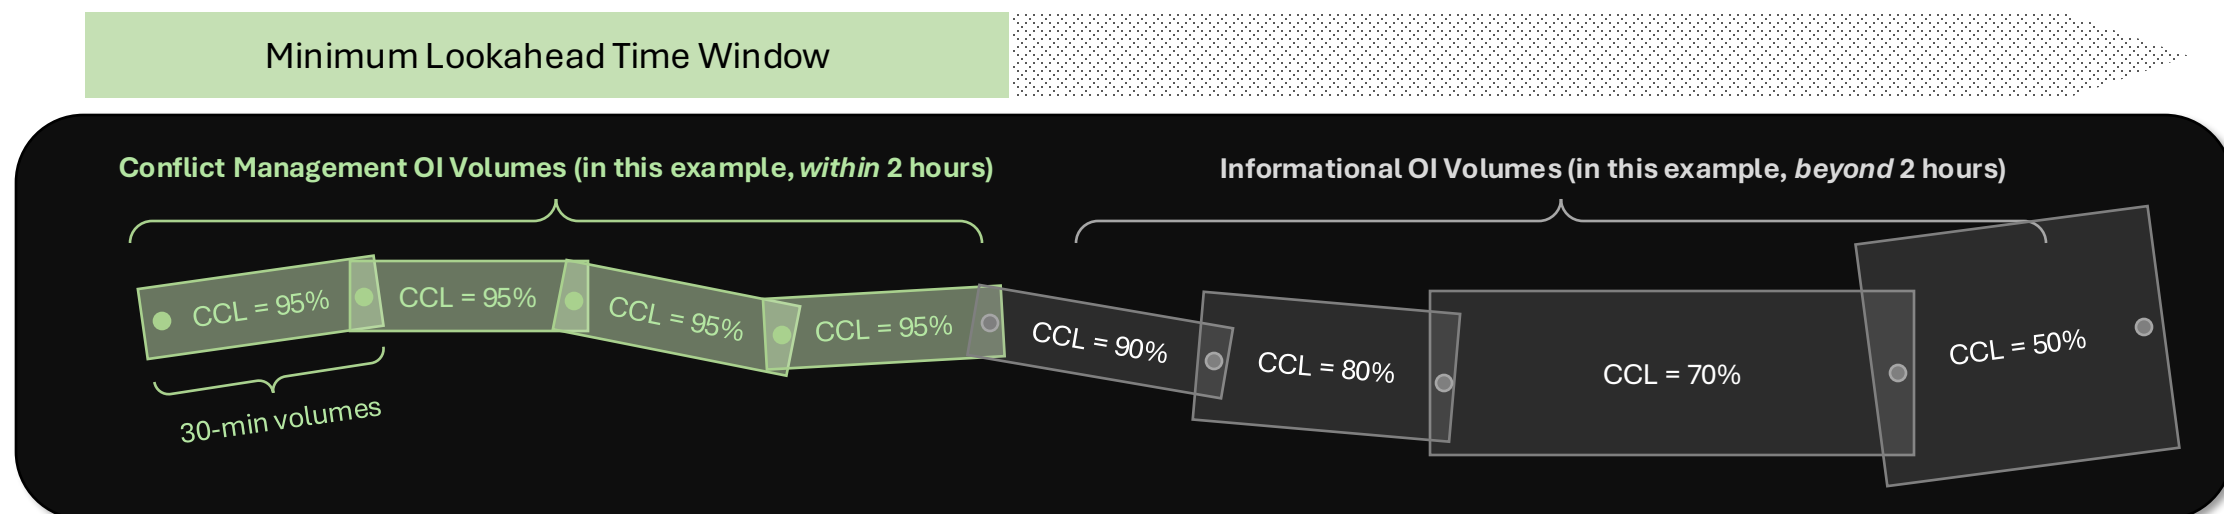 Minimum Lookahead Time Window
Conflict Management OI Volumes (in this example, within 2 hours)
Informational OI Volumes (in this example, beyond 2 hours)
CCL = 95%
CCL = 95%
CCL = 95%
CCL = 95%
CCL = 90%
CCL = 80%
CCL = 70%
CCL = 50%
30-min volumes